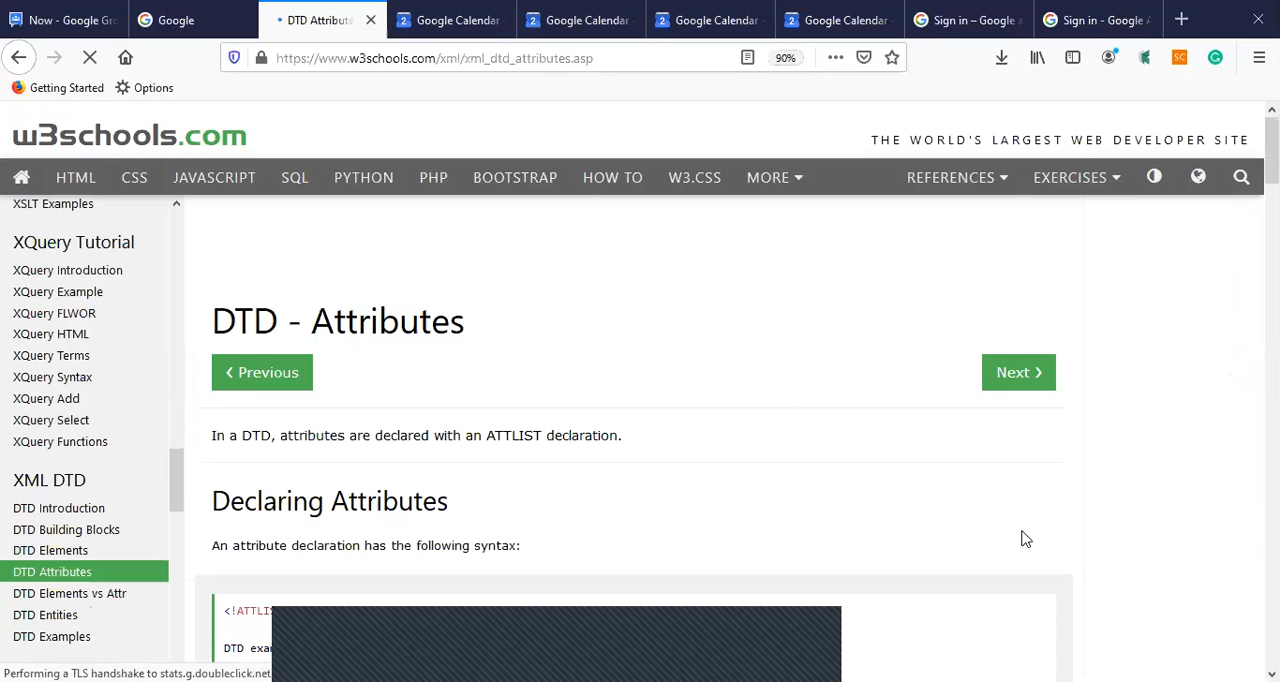 Now - Google Gr
Google
DTD Attribute
Google Calendar -
Google Calendar -
Google Calendar -
Google Calendar -
Sign in – Google a
Sign in - Google A
https://www.w3schools.com/xml/xml_dtd_attributes.asp
90%
Getting Started
Options
w3schools.com
THE WORLD'S LARGEST WEB DEVELOPER SITE
HTML CSS JAVASCRIPT SQL PYTHON PHP BOOTSTRAP HOW TO W3.CSS MORE REFERENCES EXERCISES
XSLT Examples
XQuery Tutorial
XQuery Introduction
XQuery Example
XQuery FLWOR
XQuery HTML
XQuery Terms
XQuery Syntax
XQuery Add
XQuery Select
XQuery Functions
XML DTD
DTD Introduction
DTD Building Blocks
DTD Elements
DTD Attributes
DTD Elements vs Attr
DTD Entities
DTD Examples
DTD - Attributes
❮ Previous
Next ❯
In a DTD, attributes are declared with an ATTLIST declaration.
Declaring Attributes
An attribute declaration has the following syntax:
<!ATTLIS
DTD exa
Performing a TLS handshake to stats.g.doubleclick.net